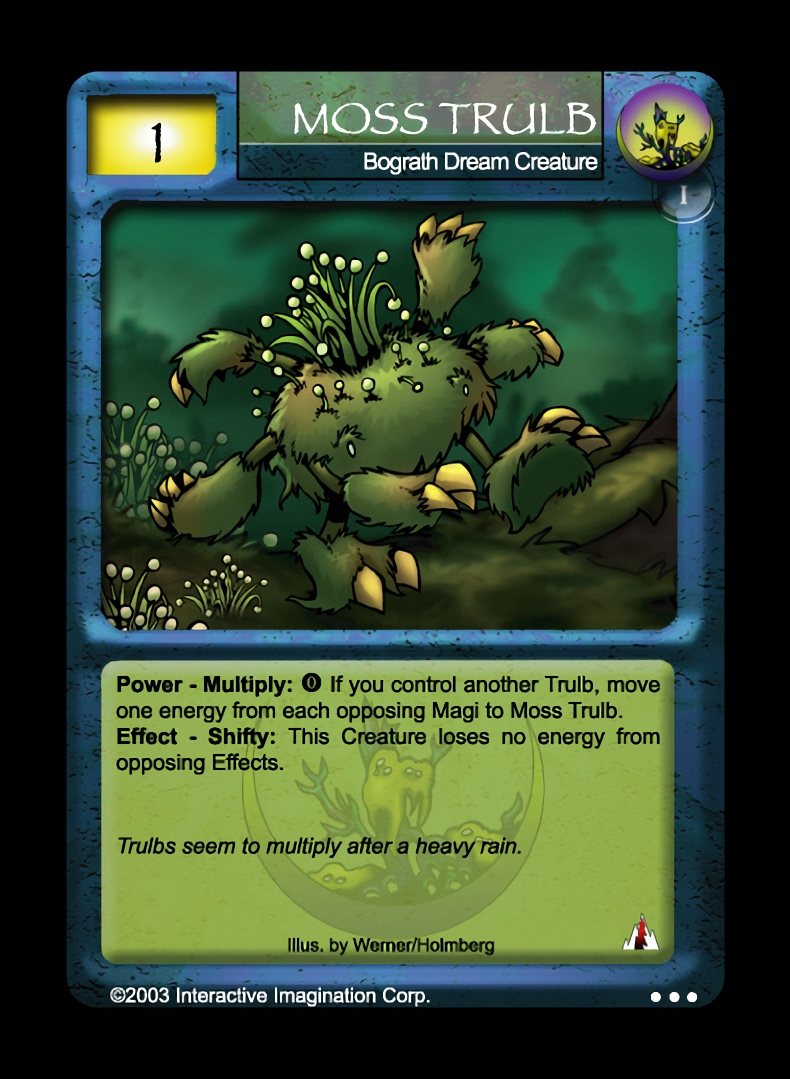 1
MOSS TRULB
Bograth Dream Creature
I
Power - Multiply: 0 If you control another Trulb, move
one energy from each opposing Magi to Moss Trulb.
Effect - Shifty: This Creature loses no energy from
opposing Effects.
Trulbs seem to multiply after a heavy rain.
Illus. by Werner/Holmberg
©2003 Interactive Imagination Corp.